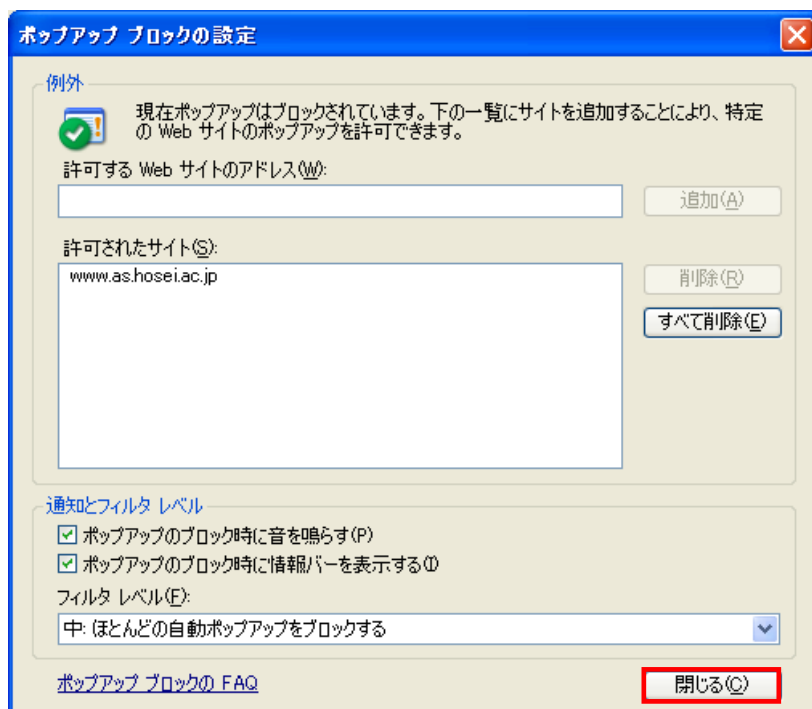 ポップアップ ブロックの設定
例外
現在ポップアップはブロックされています。下の一覧にサイトを追加することにより、特定
の Web サイトのポップアップを許可できます。
許可する Web サイトのアドレス(W):
追加(A)
許可されたサイト(S):
www.as.hosei.ac.jp
削除(R)
すべて削除(E)
通知とフィルタ レベル
ポップアップのブロック時に音を鳴らす(P)
ポップアップのブロック時に情報バーを表示する(I)
フィルタ レベル(F):
中: ほとんどの自動ポップアップをブロックする
ポップアップ ブロックの FAQ
閉じる(C)